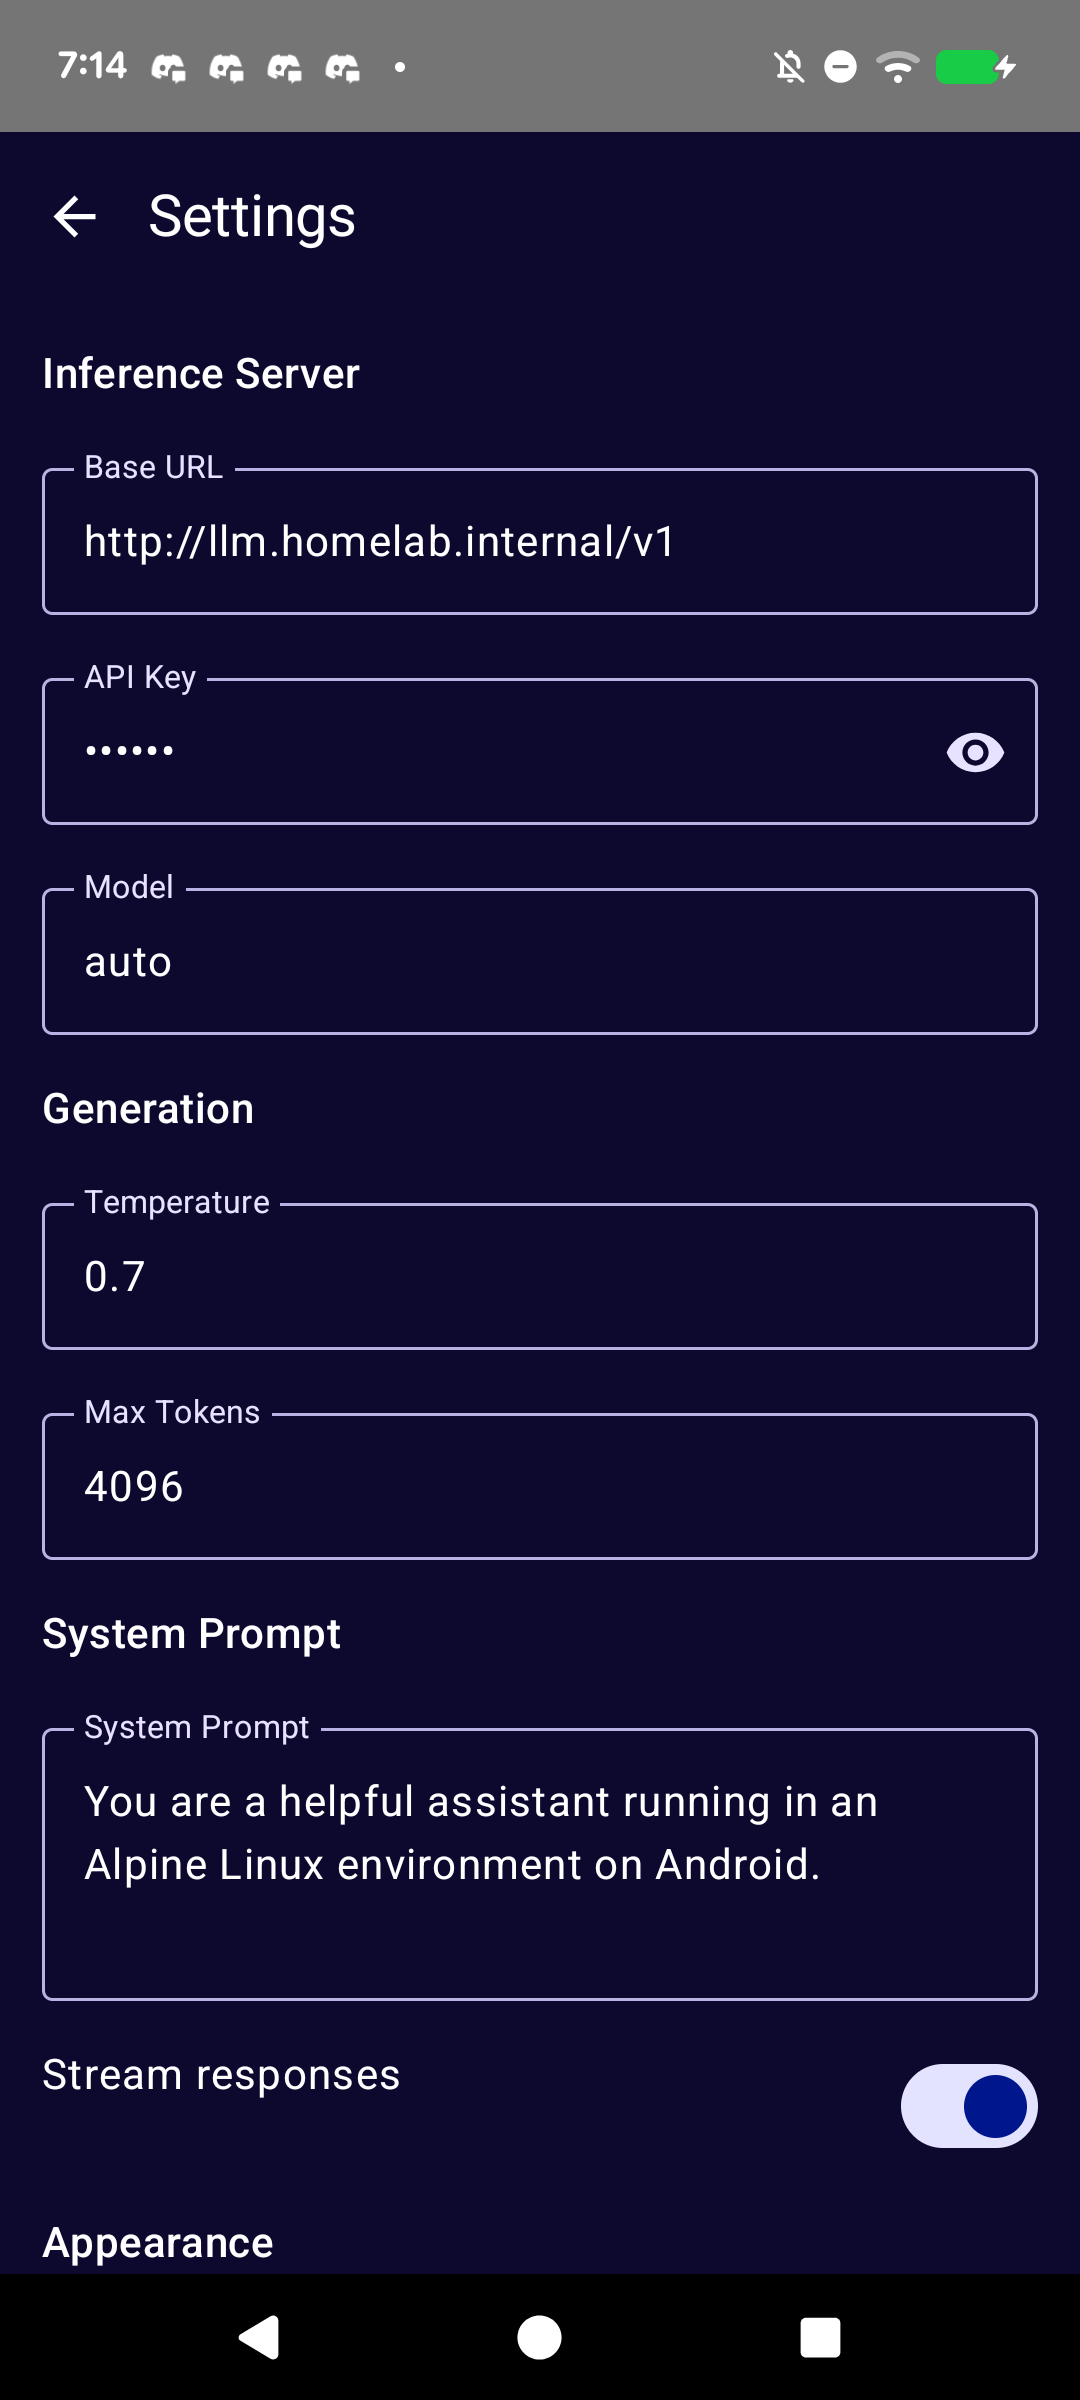 7:14
Settings
Inference Server
Base URL
http://llm.homelab.internal/v1
API Key
••••••
Model
auto
Generation
Temperature
0.7
Max Tokens
4096
System Prompt
System Prompt
You are a helpful assistant running in an
Alpine Linux environment on Android.
Stream responses
Appearance